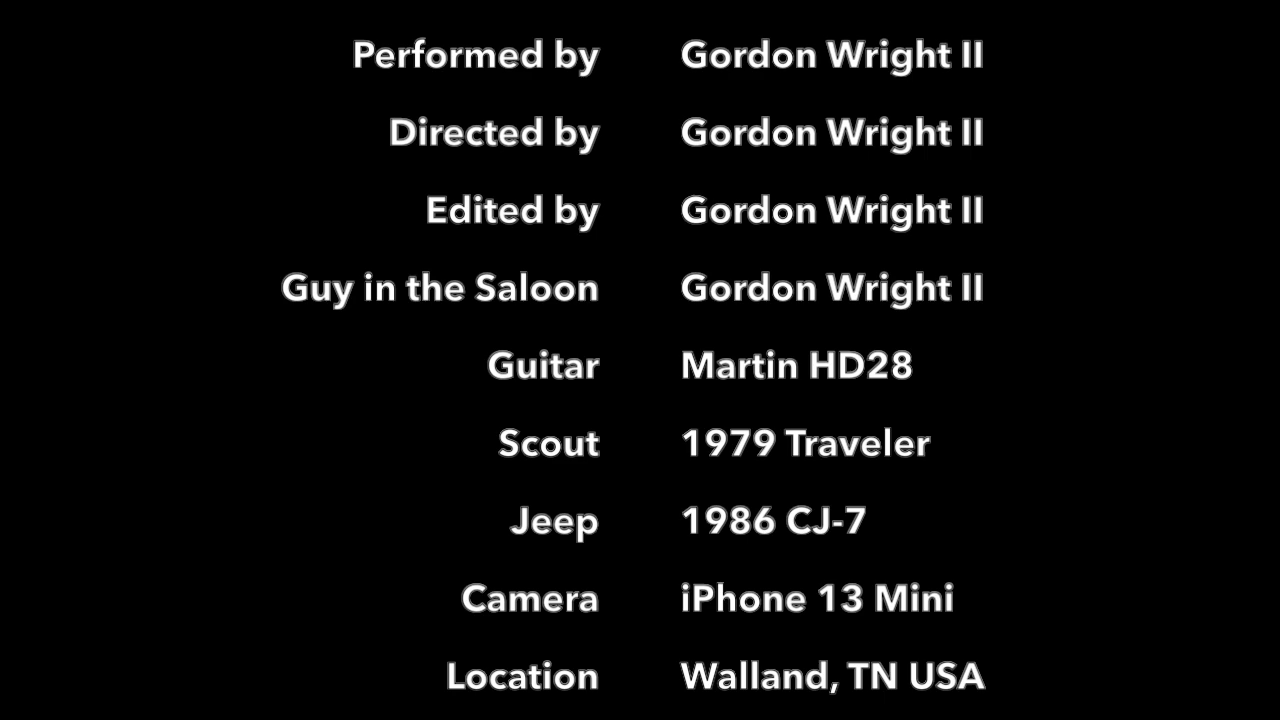 Performed by Gordon Wright II
Directed by Gordon Wright II
Edited by Gordon Wright II
Guy in the Saloon Gordon Wright II
Guitar Martin HD28
Scout 1979 Traveler
Jeep 1986 CJ-7
Camera iPhone 13 Mini
Location Walland, TN USA